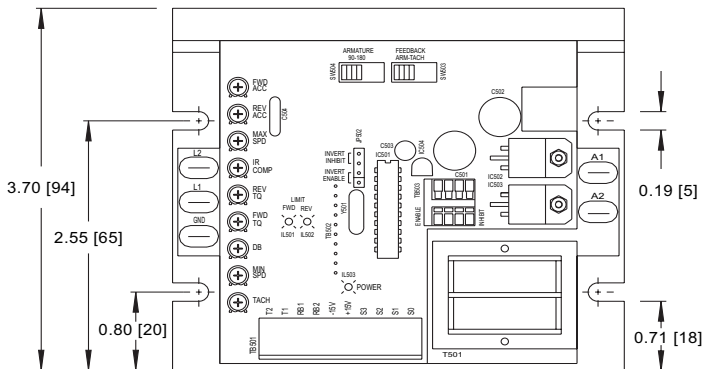 ARMATURE
90-180
FEEDBACK
ARM-TACH
SW504
SW503
FWD
ACC
REV
ACC
MAX
SPD
IR
COMP
REV
TQ
FWD
TQ
DB
MIN
SPD
TACH
C504
C502
JP502
C503
IC504
IC501
INVERT
INHIBIT
INVERT
ENABLE
C501
TB503
IC502
IC503
Y501
L2
L1
GND
A1
A2
LIMIT
FWD REV
IL501 IL502
TB502
ENABLE
INHIBIT
IL503
POWER
T2
T1
RB1
RB2
-15V
+15V
S3
S2
S1
S0
TB501
T501
3.70 [94]
2.55 [65]
0.80 [20]
0.19 [5]
0.71 [18]